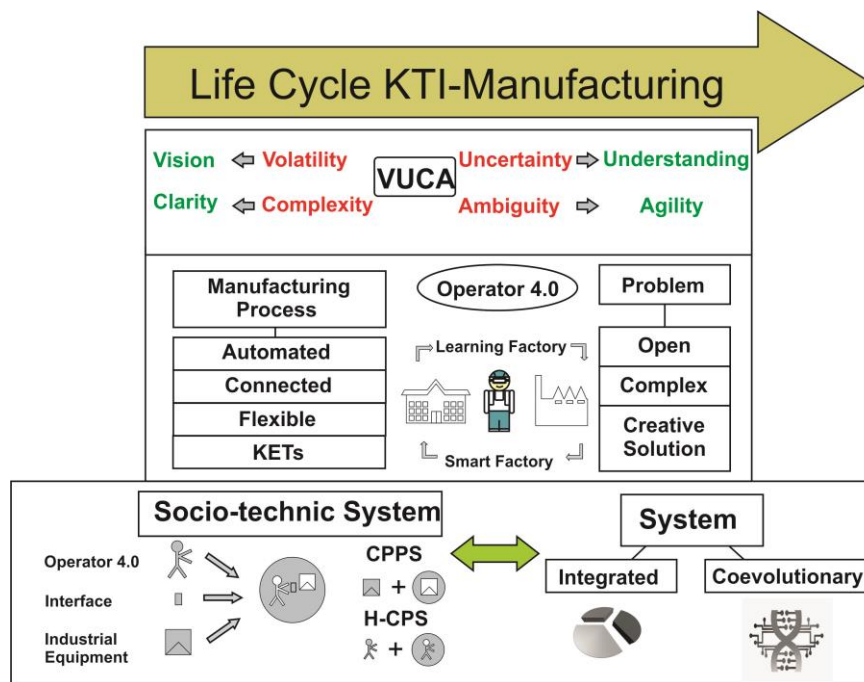 Life Cycle KTI-Manufacturing
Vision Volatility VUCA Uncertainty Understanding
Clarity Complexity Ambiguity Agility
Manufacturing
Process
Automated
Connected
Flexible
KETs
Operator 4.0
Learning Factory
Smart Factory
Problem
Open
Complex
Creative
Solution
Socio-technic System
Operator 4.0
Interface
Industrial
Equipment
CPPS
+
H-CPS
+
System
Integrated
Coevolutionary